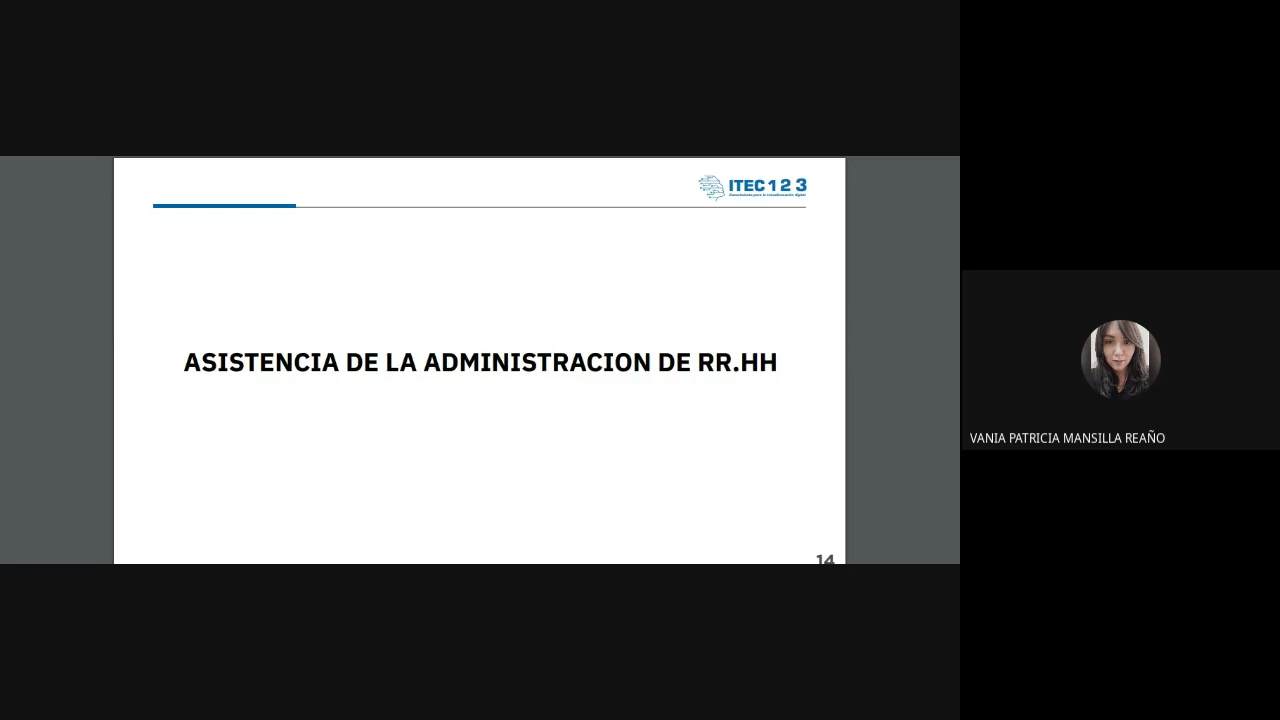 ITEC 1 2 3
ASISTENCIA DE LA ADMINISTRACION DE RR.HH
14
VANIA PATRICIA MANSILLA REAÑO